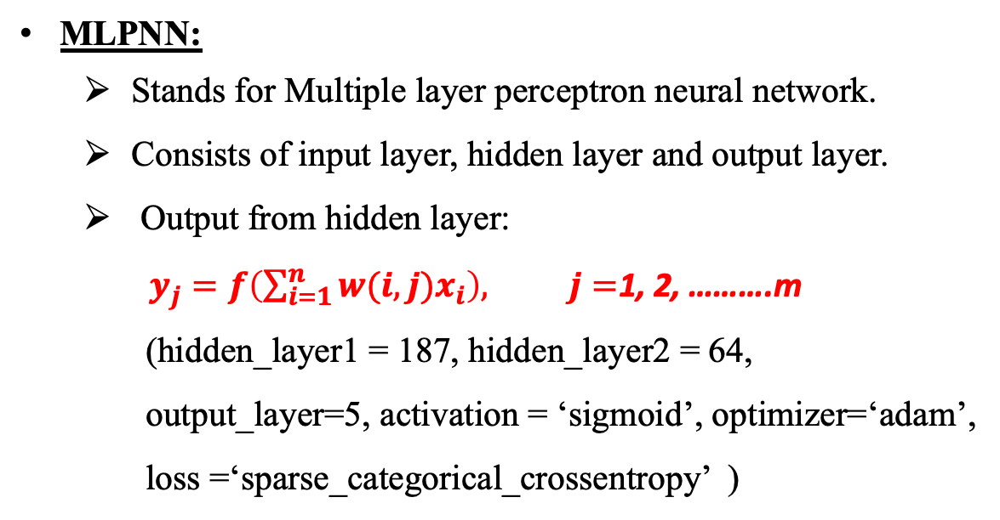 • MLPNN:
➢ Stands for Multiple layer perceptron neural network.
➢ Consists of input layer, hidden layer and output layer.
➢ Output from hidden layer:
y_j = f(∑_{i=1}^{n} w(i,j)x_i), j =1, 2, ..........m
(hidden_layer1 = 187, hidden_layer2 = 64,
output_layer=5, activation = ‘sigmoid’, optimizer=‘adam’,
loss =‘sparse_categorical_crossentropy’ )